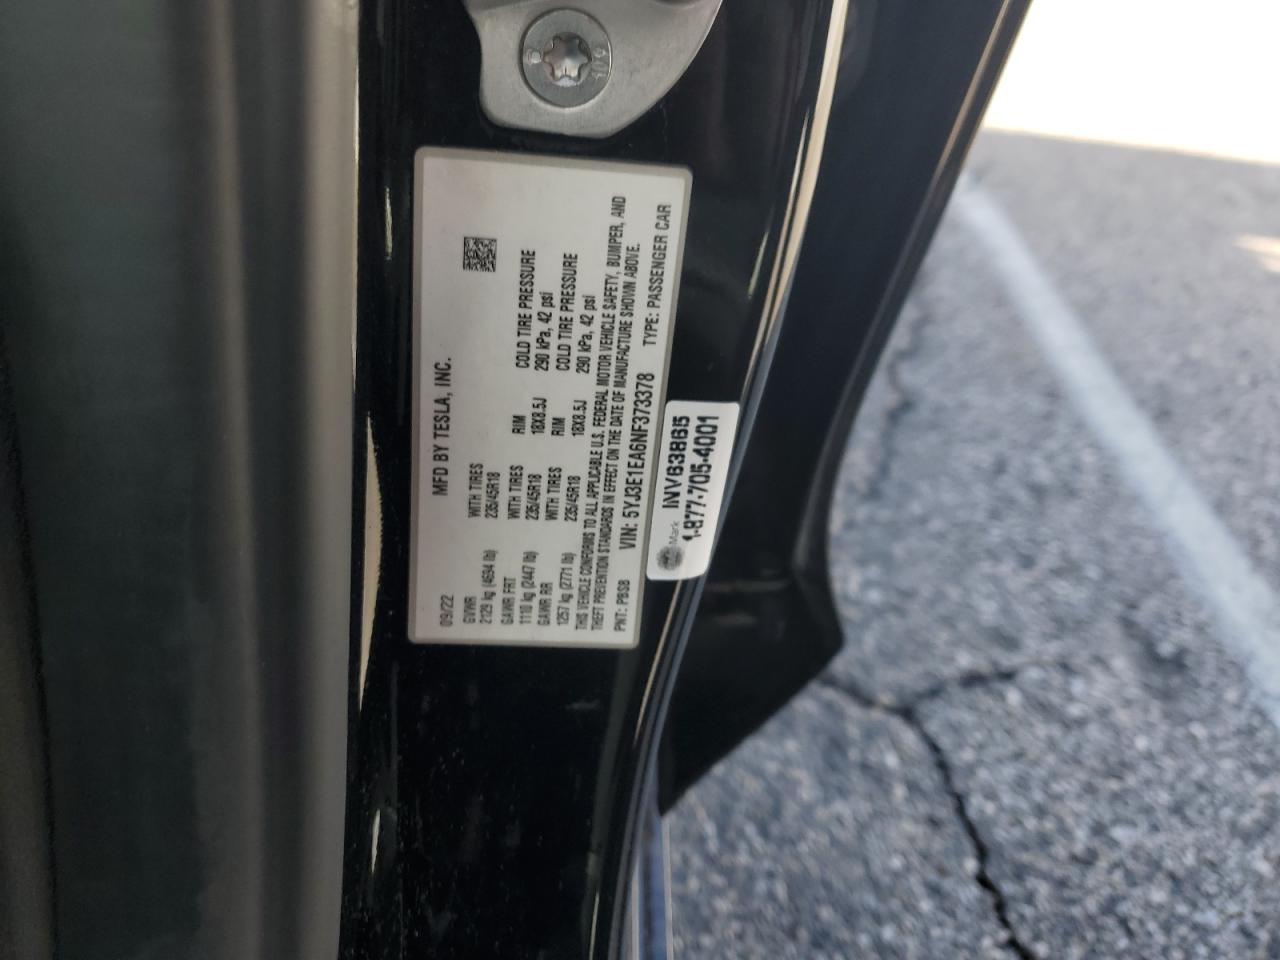 MFD BY TESLA, INC.
09/22
GVWR WITH TIRES
2129 kg (4694 lb) 235/45R18
GAWR FRT WITH TIRES RIM COLD TIRE PRESSURE
1110 kg (2447 lb) 235/45R18 18X8.5J 290 kPa, 42 psi
GAWR RR WITH TIRES RIM COLD TIRE PRESSURE
1257 kg (2771 lb) 235/45R18 18X8.5J 290 kPa, 42 psi
THIS VEHICLE CONFORMS TO ALL APPLICABLE U.S. FEDERAL MOTOR VEHICLE SAFETY, BUMPER, AND
THEFT PREVENTION STANDARDS IN EFFECT ON THE DATE OF MANUFACTURE SHOWN ABOVE.
PNT: PBSB VIN: 5YJ3E1EA6NF373378 TYPE: PASSENGER CAR
Mark INV63865
1-877-705-4001